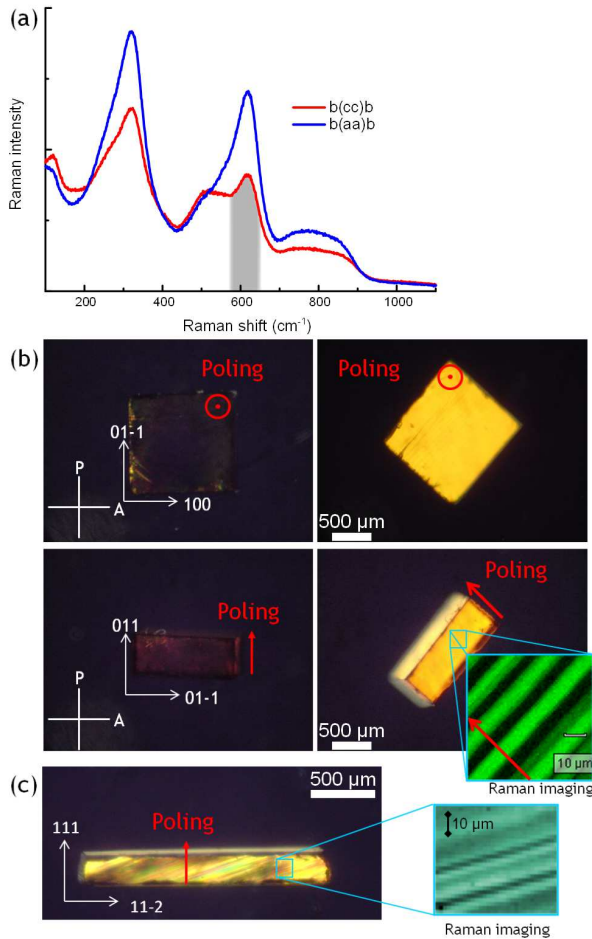 (a)
Raman intensity
b(cc)b
b(aa)b
200 400 600 800 1000
Raman shift (cm⁻¹)
(b)
Poling
01-1
P
A
100
Poling
500 µm
Poling
011
P
A
01-1
Poling
500 µm
10 µm
Raman imaging
(c)
500 µm
Poling
111
11-2
10 µm
Raman imaging